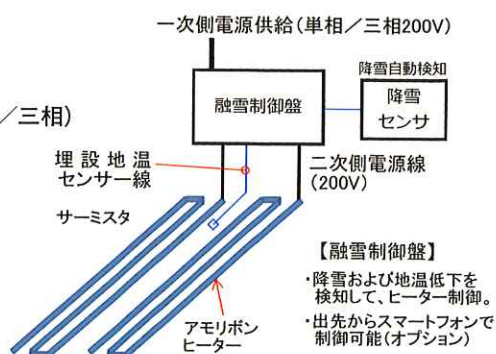 一次側電源供給(単相／三相200V)
降雪自動検知
融雪制御盤
降雪
センサ
／三相)
埋設地温
センサー線
二次側電源線
(200V)
サーミスタ
【融雪制御盤】
・降雪および地温低下を
検知して、ヒーター制御。
・出先からスマートフォンで
制御可能(オプション)
アモリボン
ヒーター